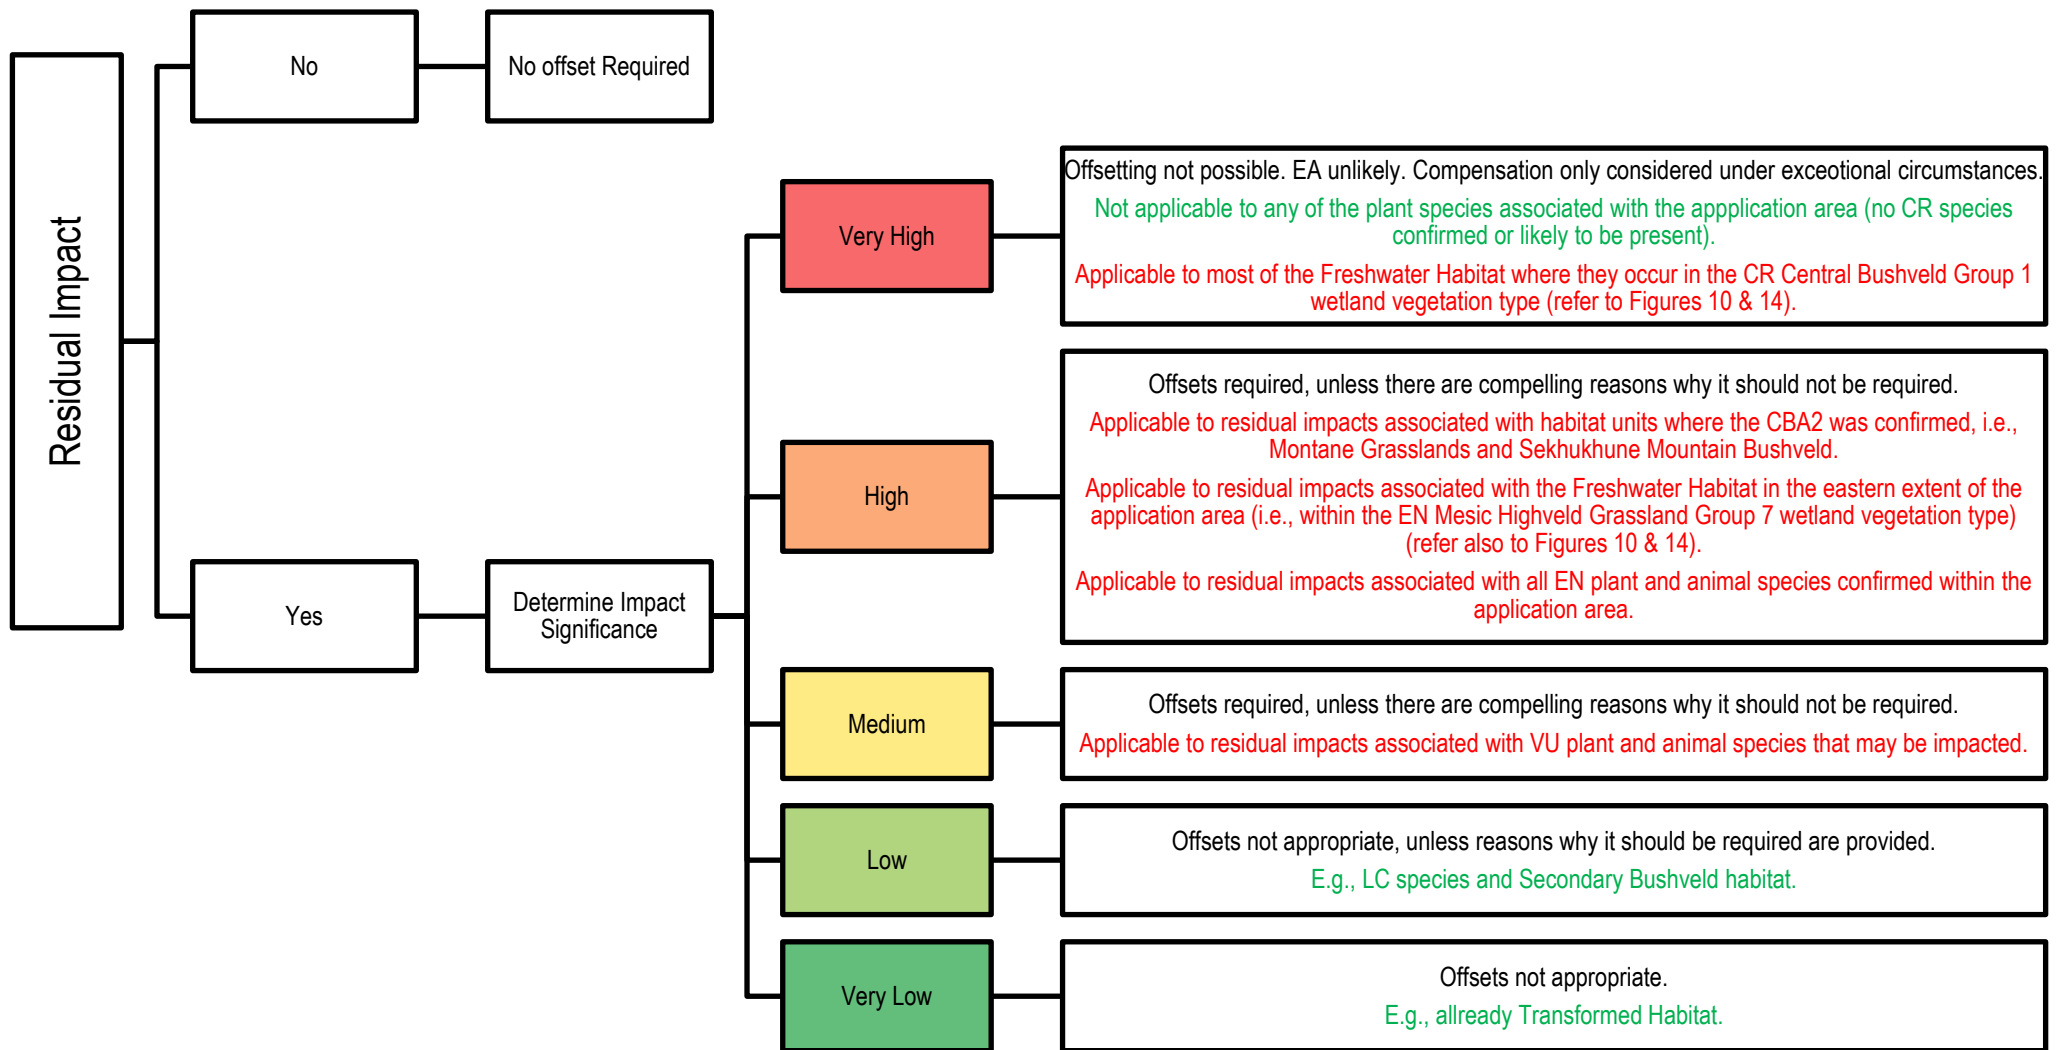 Residual Impact
No
No offset Required
Yes
Determine Impact
Significance
Very High
Offsetting not possible. EA unlikely. Compensation only considered under exceotional circumstances.
Not applicable to any of the plant species associated with the appplication area (no CR species
confirmed or likely to be present).
Applicable to most of the Freshwater Habitat where they occur in the CR Central Bushveld Group 1
wetland vegetation type (refer to Figures 10 & 14).
High
Offsets required, unless there are compelling reasons why it should not be required.
Applicable to residual impacts associated with habitat units where the CBA2 was confirmed, i.e.,
Montane Grasslands and Sekhukhune Mountain Bushveld.
Applicable to residual impacts associated with the Freshwater Habitat in the eastern extent of the
application area (i.e., within the EN Mesic Highveld Grassland Group 7 wetland vegetation type)
(refer also to Figures 10 & 14).
Applicable to residual impacts associated with all EN plant and animal species confirmed within the
application area.
Medium
Offsets required, unless there are compelling reasons why it should not be required.
Applicable to residual impacts associated with VU plant and animal species that may be impacted.
Low
Offsets not appropriate, unless reasons why it should be required are provided.
E.g., LC species and Secondary Bushveld habitat.
Very Low
Offsets not appropriate.
E.g., allready Transformed Habitat.